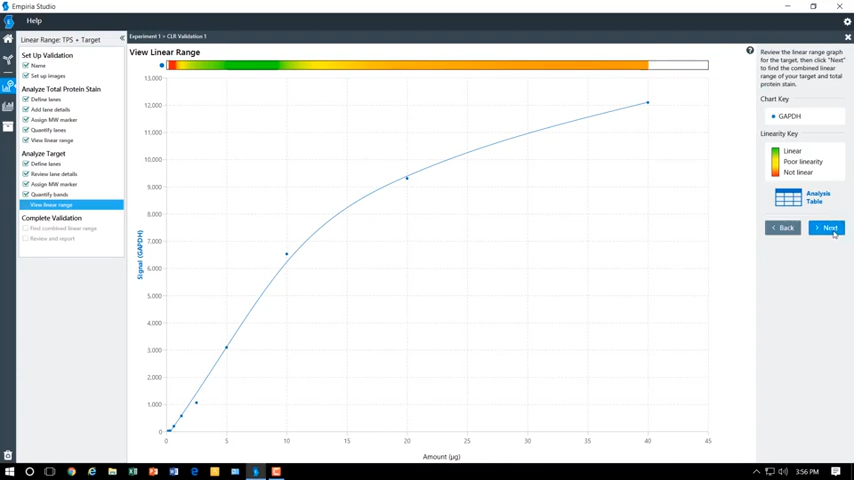 Empiria Studio
Help
Linear Range: TPS + Target
Experiment 1 > CLR Validation 1
Set Up Validation
Name
Set up images
Analyze Total Protein Stain
Define lanes
Add lane details
Assign MW marker
Quantify lanes
View linear range
Analyze Target
Define lanes
Review lane details
Assign MW marker
Quantify bands
View linear range
Complete Validation
Find combined linear range
Review and report
View Linear Range
13,000
12,000
11,000
10,000
9,000
8,000
7,000
6,000
5,000
4,000
3,000
2,000
1,000
0
Signal (GAPDH)
0 5 10 15 20 25 30 35 40 45
Amount (µg)
Review the linear range graph
for the target, then click "Next"
to find the combined linear
range of your target and total
protein stain.
Chart Key
GAPDH
Linearity Key
Linear
Poor linearity
Not linear
Analysis
Table
< Back
> Next
3:56 PM